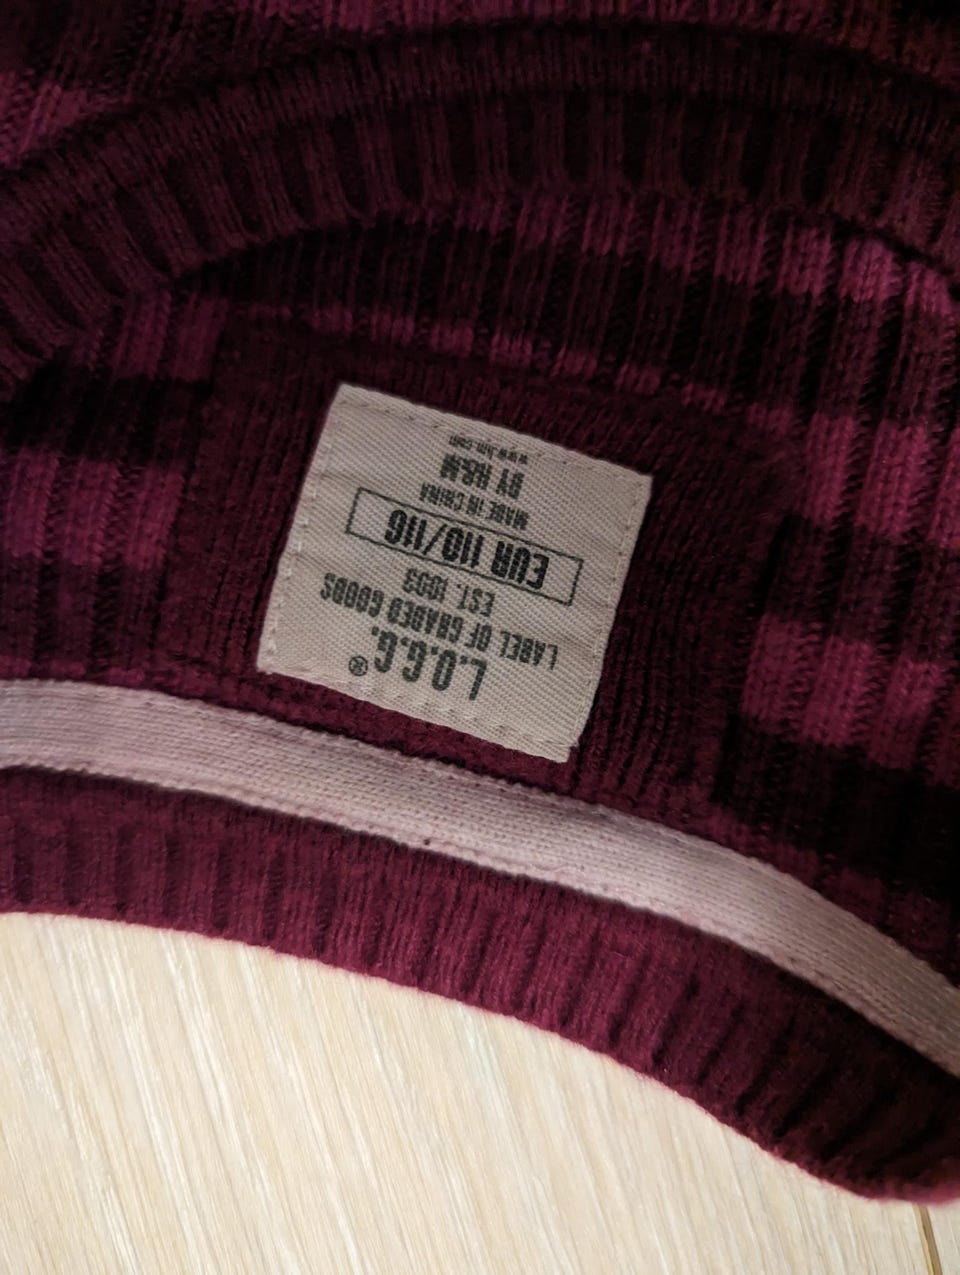 L.O.G.G.®
LABEL OF GRADED GOODS
EST. 1993
EUR 110/116
MADE IN CHINA
BY H&M
www.hm.com